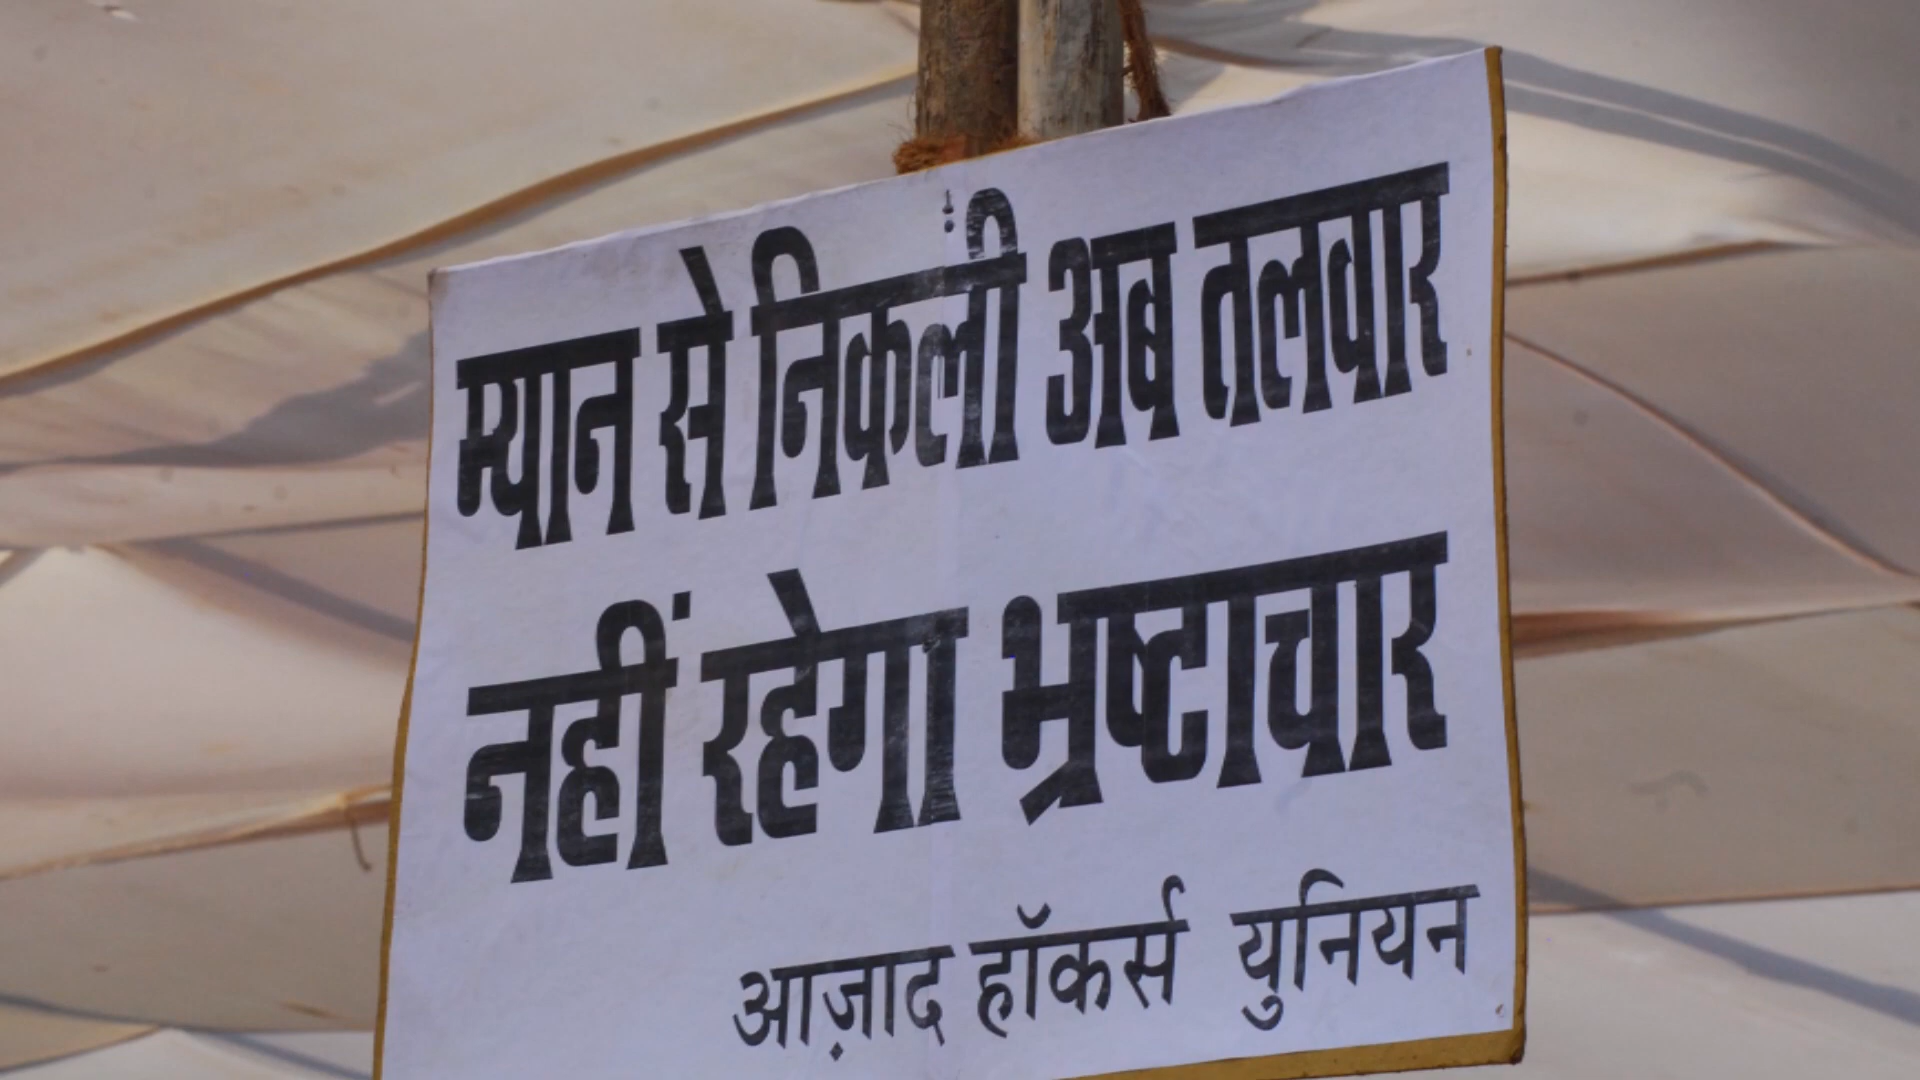 म्यान से निकली अब तलवार
नहीं रहेगा भ्रष्टाचार
आज़ाद हॉकर्स युनियन